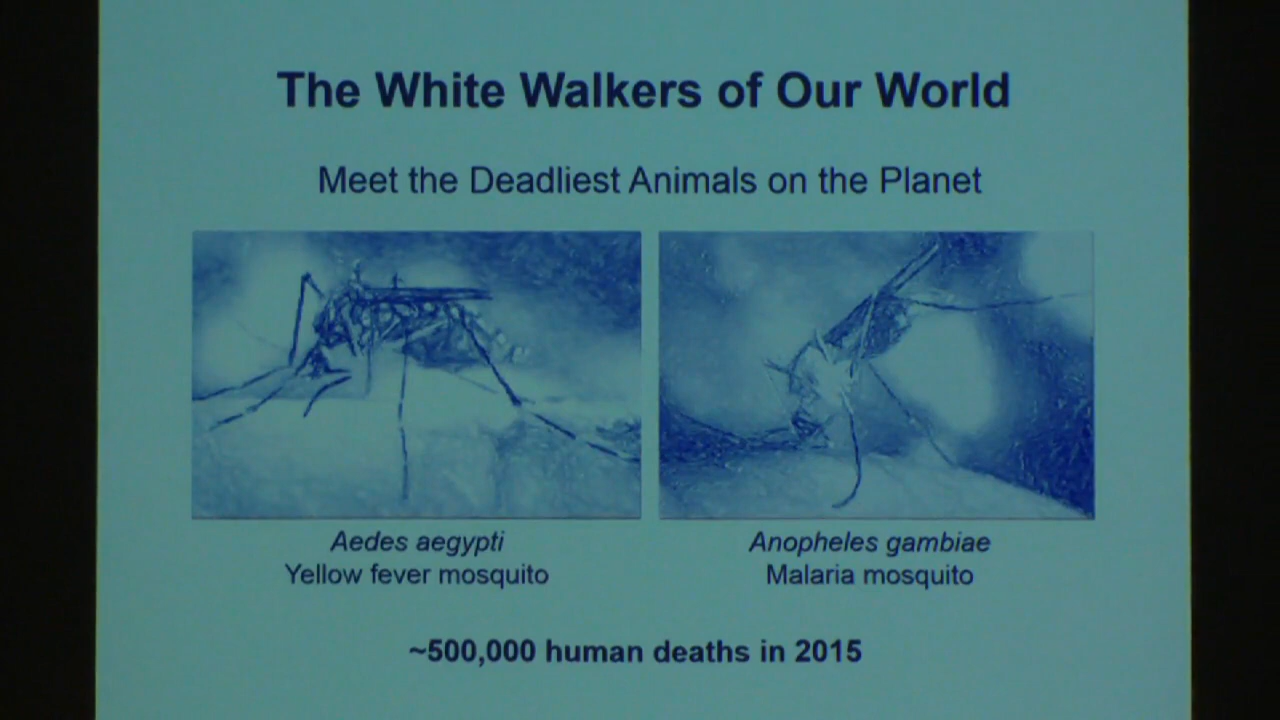 The White Walkers of Our World
Meet the Deadliest Animals on the Planet
Aedes aegypti
Yellow fever mosquito
Anopheles gambiae
Malaria mosquito
~500,000 human deaths in 2015